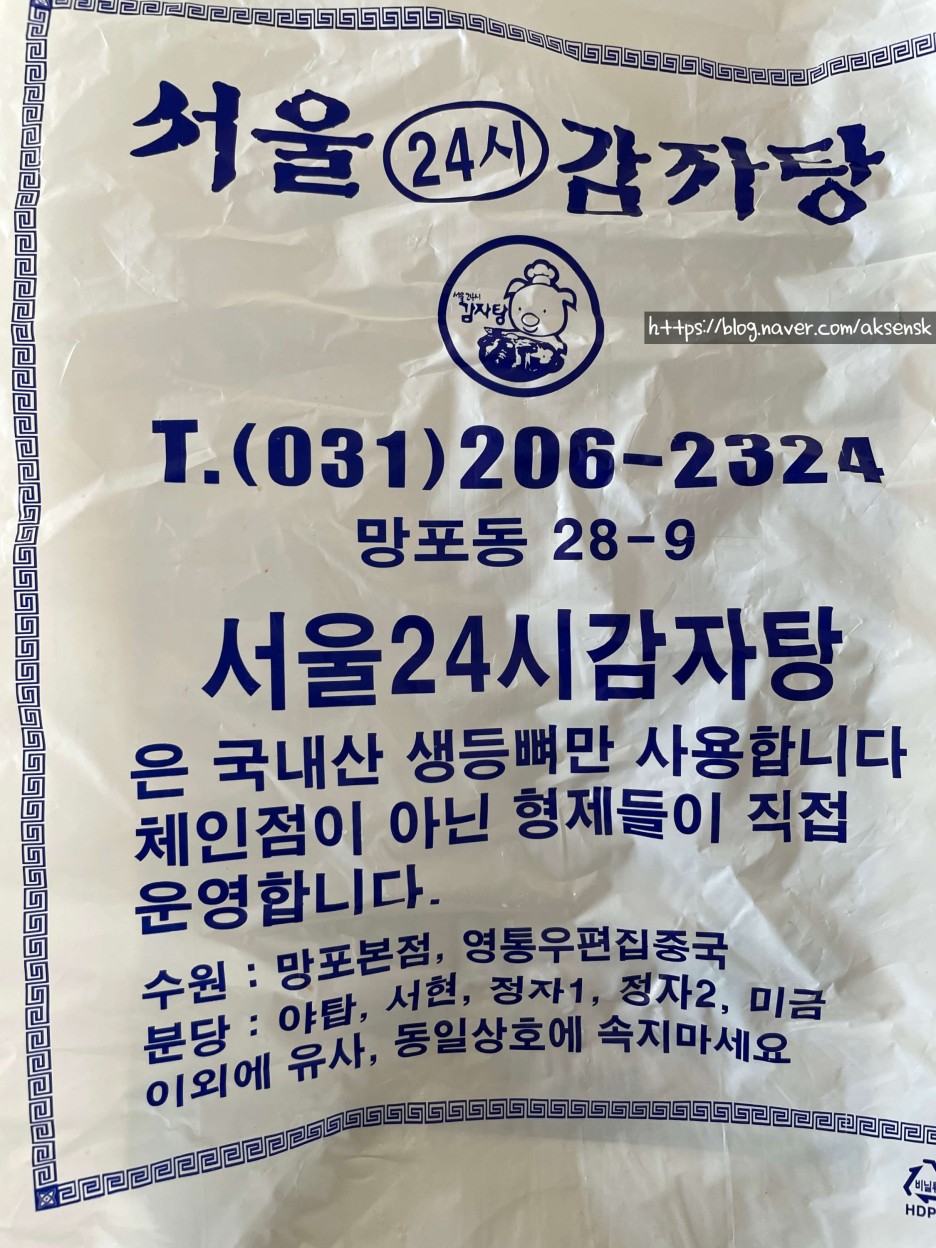 서울 24시 감자탕
서울 24시
감자탕
https://blog.naver.com/aksensk
T.(031)206-2324
망포동 28-9
서울24시감자탕
은 국내산 생등뼈만 사용합니다
체인점이 아닌 형제들이 직접
운영합니다.
수원 : 망포본점, 영통우편집중국
분당 : 야탑, 서현, 정자1, 정자2, 미금
이외에 유사, 동일상호에 속지마세요